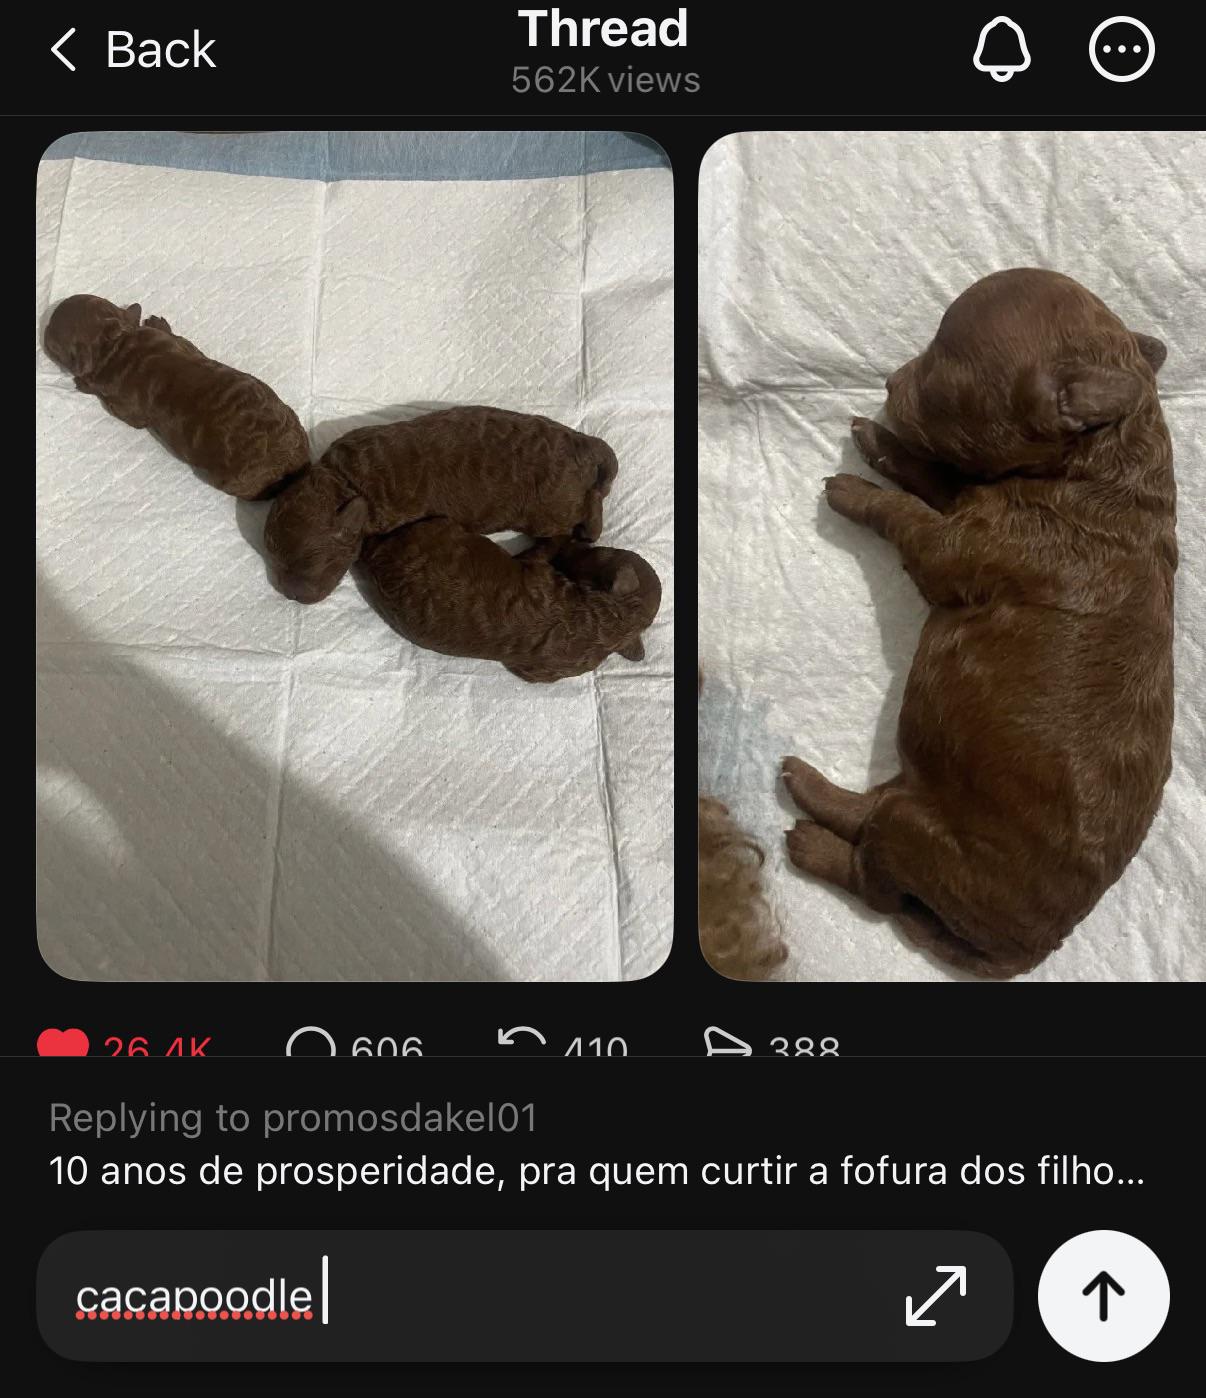 Back
Thread
562K views
26.4K
606
410
388
Replying to promosdakel01
10 anos de prosperidade, pra quem curtir a fofura dos filho...
cacapoodle